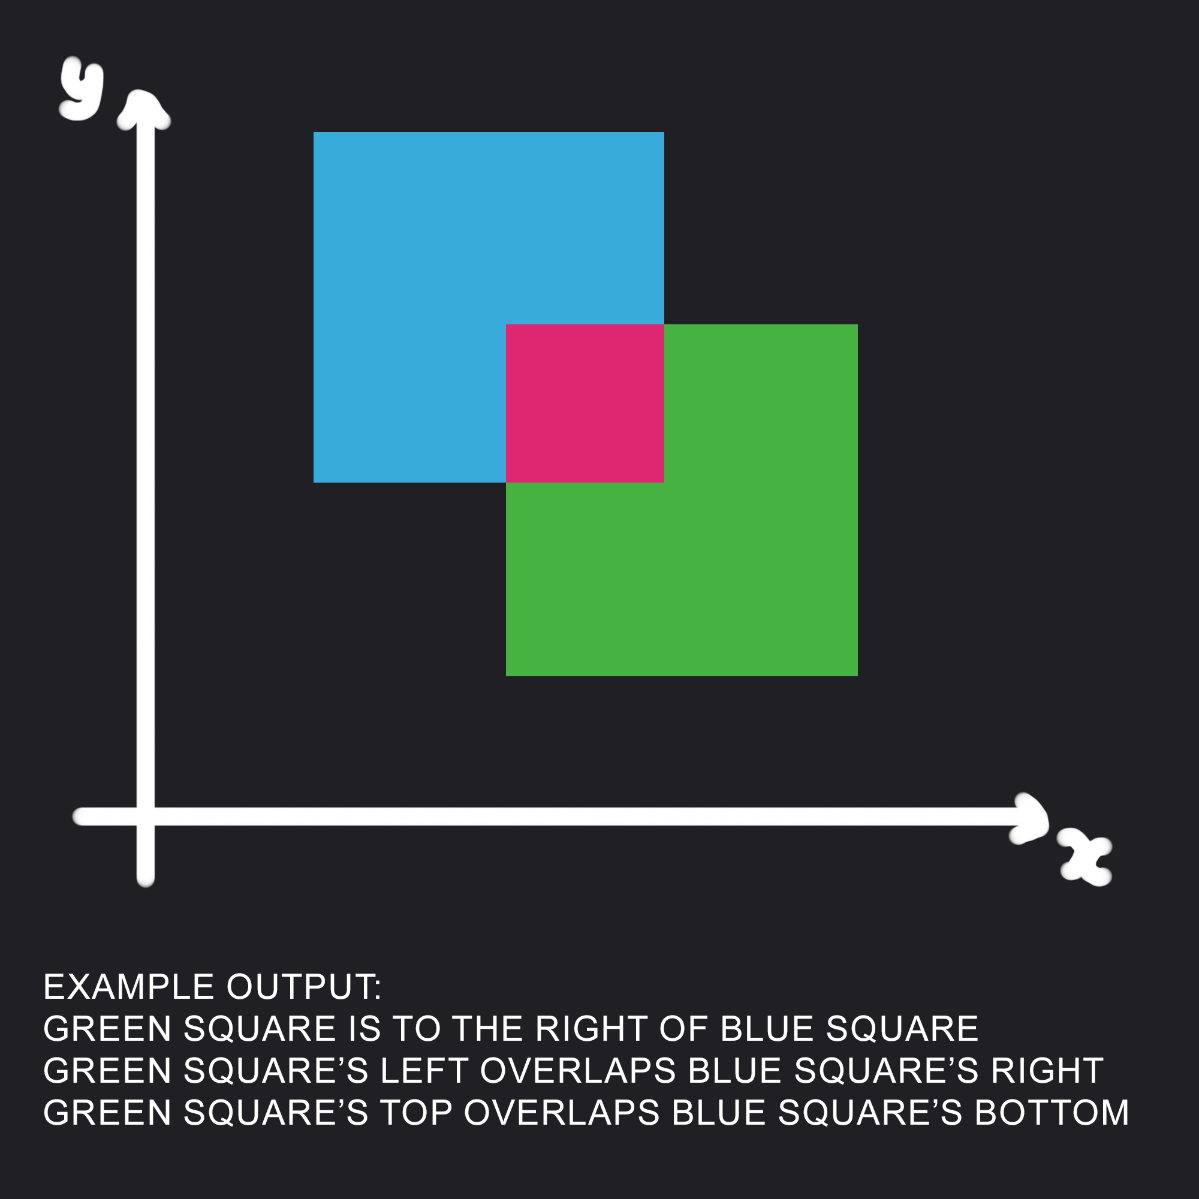 y
x
EXAMPLE OUTPUT:
GREEN SQUARE IS TO THE RIGHT OF BLUE SQUARE
GREEN SQUARE’S LEFT OVERLAPS BLUE SQUARE’S RIGHT
GREEN SQUARE’S TOP OVERLAPS BLUE SQUARE’S BOTTOM